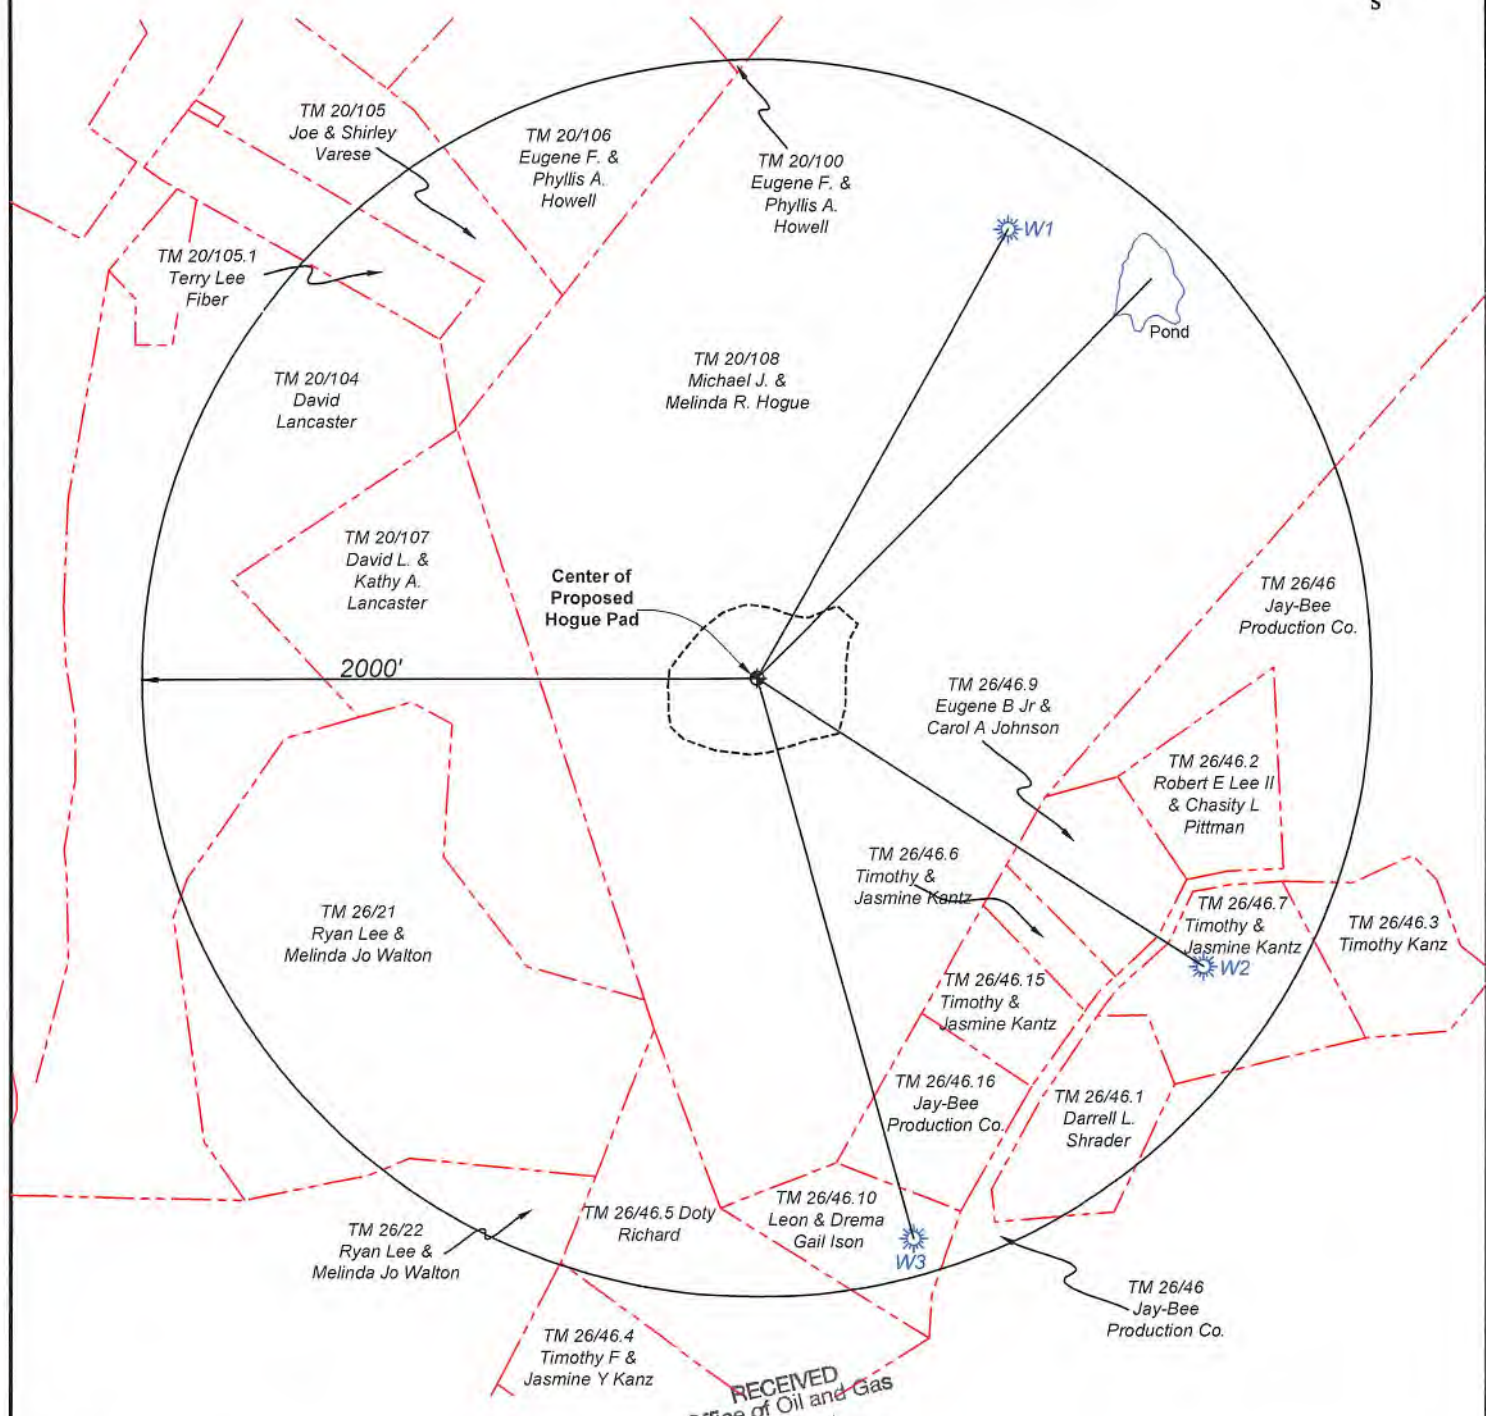 s
TM 20/105
Joe & Shirley
Varese
TM 20/106
Eugene F. &
Phyllis A.
Howell
TM 20/100
Eugene F. &
Phyllis A.
Howell
W1
TM 20/105.1
Terry Lee
Fiber
Pond
TM 20/104
David
Lancaster
TM 20/108
Michael J. &
Melinda R. Hogue
TM 20/107
David L. &
Kathy A.
Lancaster
Center of
Proposed
Hogue Pad
2000'
TM 26/46
Jay-Bee
Production Co.
TM 26/46.9
Eugene B Jr &
Carol A Johnson
TM 26/46.2
Robert E Lee II
& Chasity L
Pittman
TM 26/46.6
Timothy &
Jasmine Kantz
TM 26/46.7
Timothy &
Jasmine Kantz
W2
TM 26/46.3
Timothy Kanz
TM 26/21
Ryan Lee &
Melinda Jo Walton
TM 26/46.15
Timothy &
Jasmine Kantz
TM 26/46.16
Jay-Bee
Production Co.
TM 26/46.1
Darrell L.
Shrader
TM 26/46.10
Leon & Drema
Gail Ison
W3
TM 26/46.5 Doty
Richard
TM 26/22
Ryan Lee &
Melinda Jo Walton
TM 26/46
Jay-Bee
Production Co.
TM 26/46.4
Timothy F &
Jasmine Y Kanz
RECEIVED
of Oil and Gas